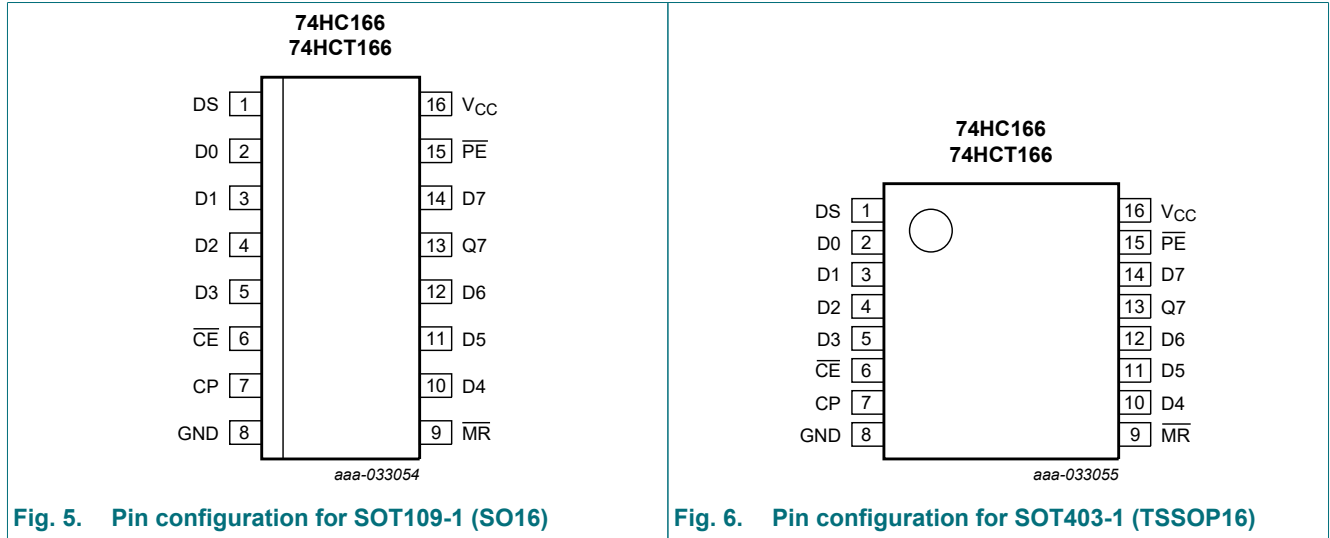 74HC166
74HCT166
DS 1 16 VCC
D0 2 15 PE
D1 3 14 D7
D2 4 13 Q7
D3 5 12 D6
CE 6 11 D5
CP 7 10 D4
GND 8 9 MR
aaa-033054
Fig. 5. Pin configuration for SOT109-1 (SO16)
74HC166
74HCT166
DS 1 16 VCC
D0 2 15 PE
D1 3 14 D7
D2 4 13 Q7
D3 5 12 D6
CE 6 11 D5
CP 7 10 D4
GND 8 9 MR
aaa-033055
Fig. 6. Pin configuration for SOT403-1 (TSSOP16)